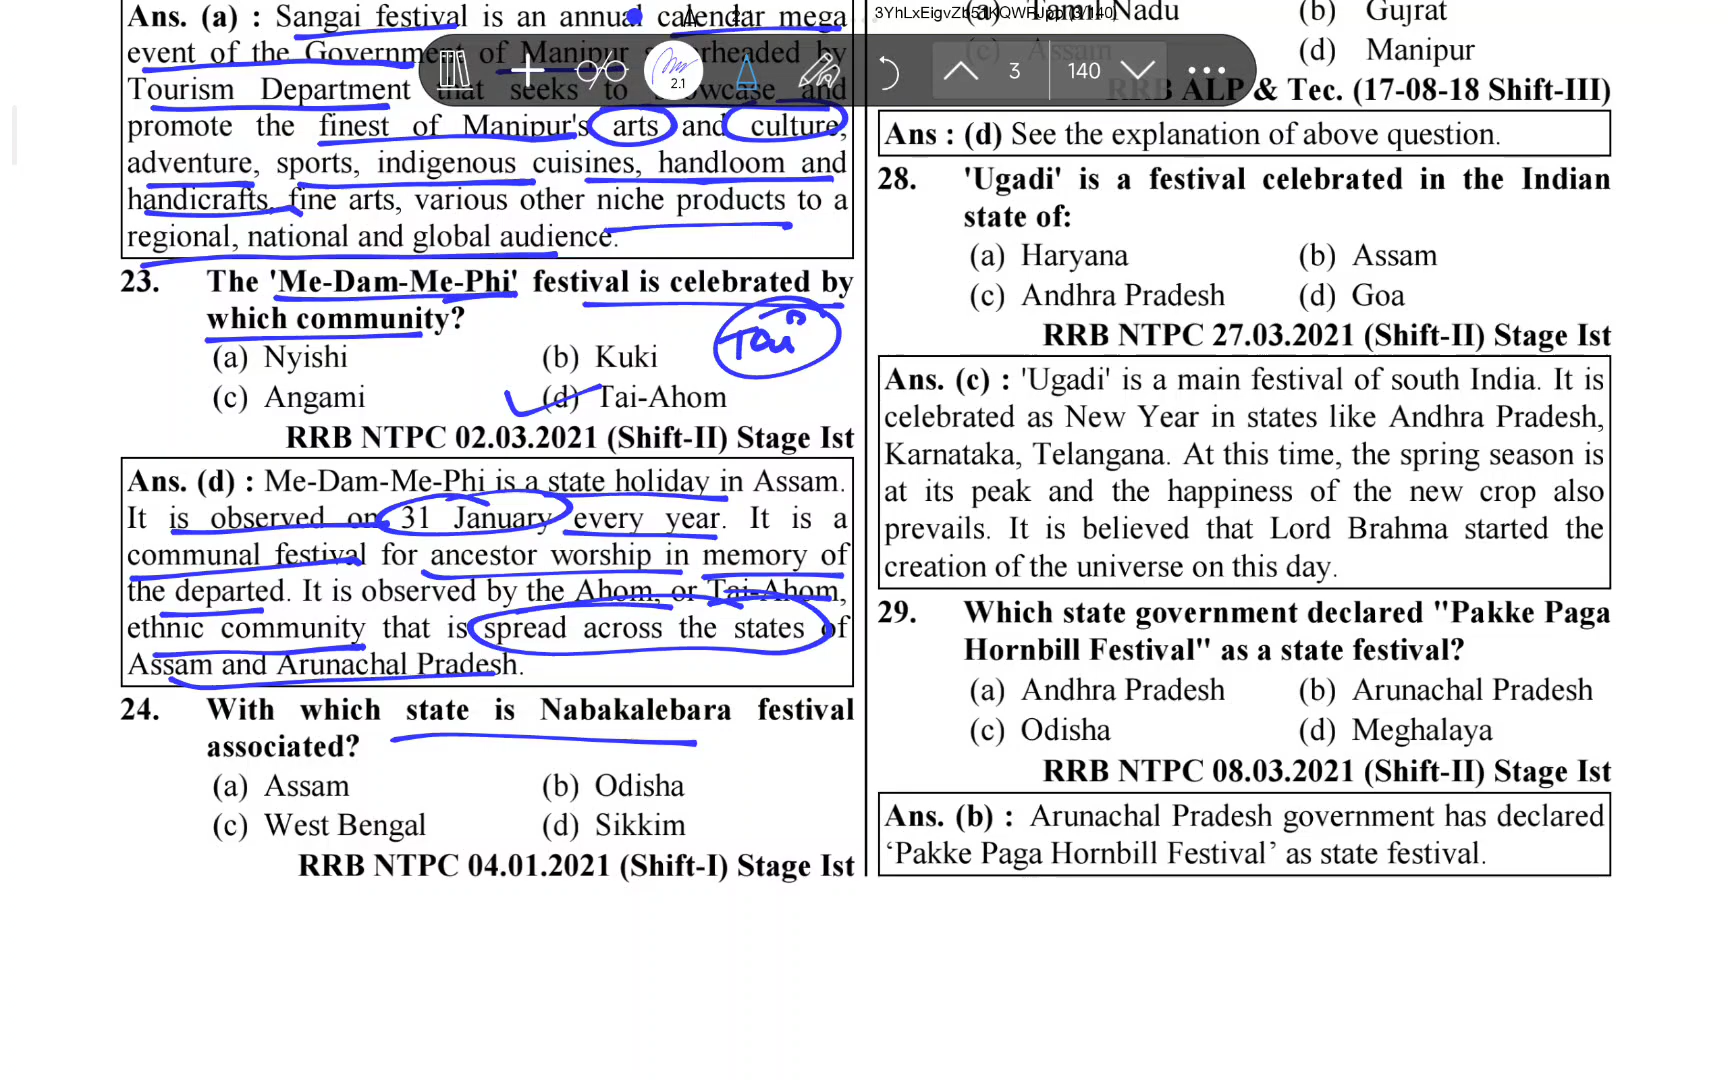 Ans. (a) : Sangai festival is an annual calendar mega
event of the Government of Manipur
Tourism Department that seeks to showcase and
promote the finest of Manipur's arts and culture,
adventure, sports, indigenous cuisines, handloom and
handicrafts, fine arts, various other niche products to a
regional, national and global audience.
23. The 'Me-Dam-Me-Phi' festival is celebrated by
which community?
Tai
(a) Nyishi (b) Kuki
(c) Angami (d) Tai-Ahom
RRB NTPC 02.03.2021 (Shift-II) Stage Ist
Ans. (d) : Me-Dam-Me-Phi is a state holiday in Assam.
It is observed on 31 January every year. It is a
communal festival for ancestor worship in memory of
the departed. It is observed by the Ahom, or Tai-Ahom,
ethnic community that is spread across the states of
Assam and Arunachal Pradesh.
24. With which state is Nabakalebara festival
associated?
(a) Assam (b) Odisha
(c) West Bengal (d) Sikkim
RRB NTPC 04.01.2021 (Shift-I) Stage Ist
2.1
3 140
(a) Tamil Nadu (b) Gujrat
(c) Assam (d) Manipur
RRB ALP & Tec. (17-08-18 Shift-III)
Ans : (d) See the explanation of above question.
28. 'Ugadi' is a festival celebrated in the Indian
state of:
(a) Haryana (b) Assam
(c) Andhra Pradesh (d) Goa
RRB NTPC 27.03.2021 (Shift-II) Stage Ist
Ans. (c) : 'Ugadi' is a main festival of south India. It is
celebrated as New Year in states like Andhra Pradesh,
Karnataka, Telangana. At this time, the spring season is
at its peak and the happiness of the new crop also
prevails. It is believed that Lord Brahma started the
creation of the universe on this day.
29. Which state government declared "Pakke Paga
Hornbill Festival" as a state festival?
(a) Andhra Pradesh (b) Arunachal Pradesh
(c) Odisha (d) Meghalaya
RRB NTPC 08.03.2021 (Shift-II) Stage Ist
Ans. (b) : Arunachal Pradesh government has declared
‘Pakke Paga Hornbill Festival’ as state festival.